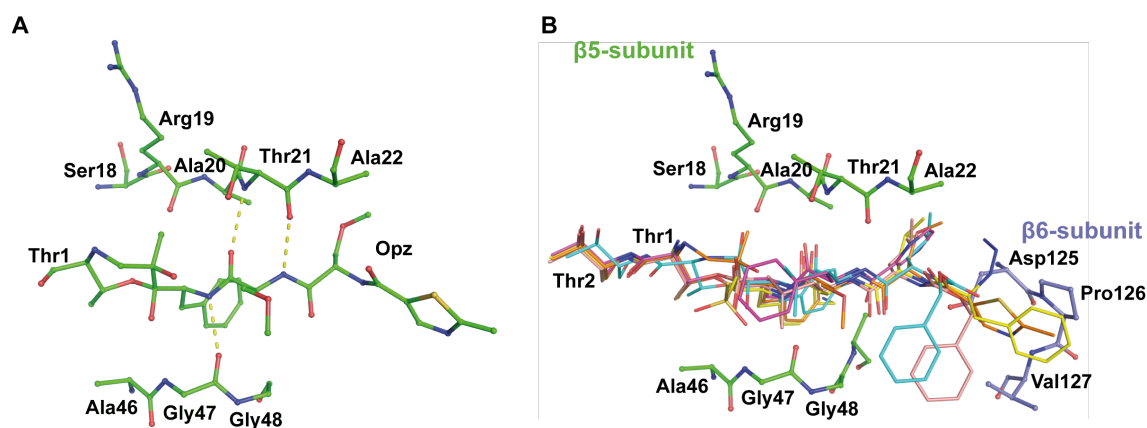 A
Arg19
Ser18
Ala20
Thr21
Ala22
Thr1
Opz
Ala46
Gly47
Gly48
B
β5-subunit
Arg19
Ser18
Ala20
Thr21
Ala22
β6-subunit
Thr1
Asp125
Thr2
Pro126
Val127
Ala46
Gly47
Gly48